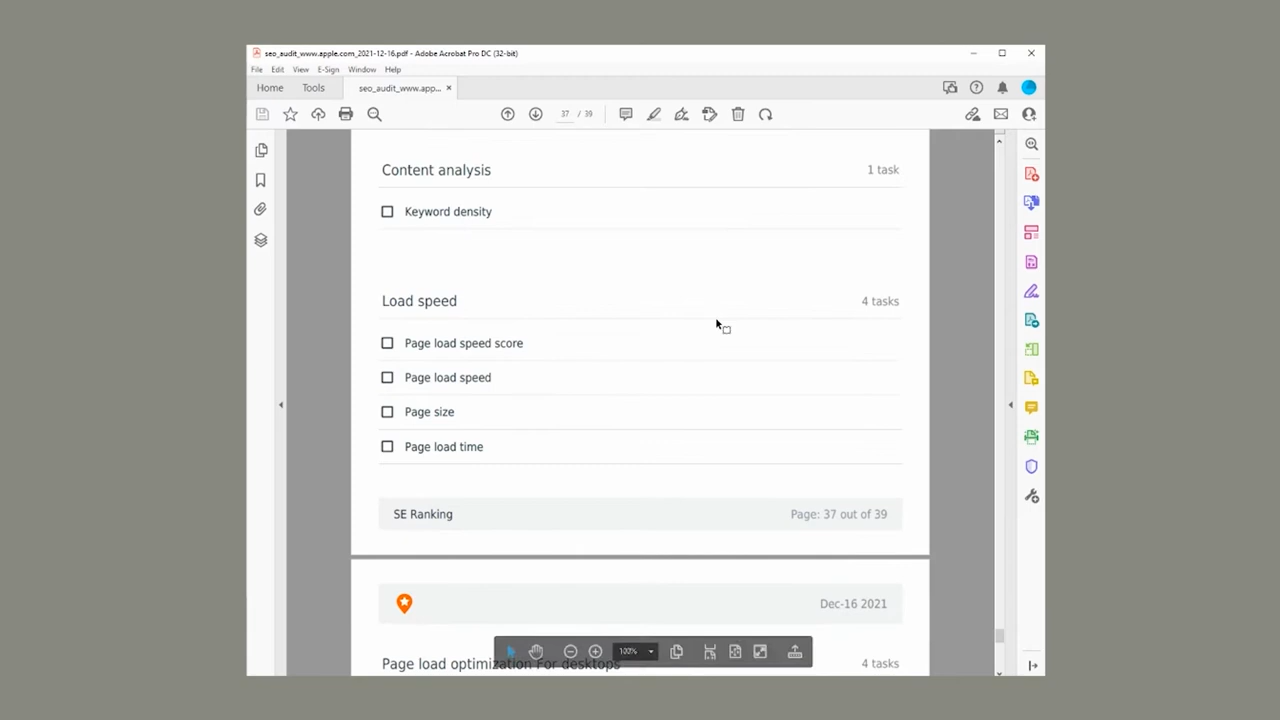 seo_audit_www.apple.com_2021-12-16.pdf - Adobe Acrobat Pro DC (32-bit)
File Edit View E-Sign Window Help
Home Tools seo_audit_www.app... ×
37 / 39
Content analysis 1 task
Keyword density
Load speed 4 tasks
Page load speed score
Page load speed
Page size
Page load time
SE Ranking Page: 37 out of 39
Dec-16 2021
100%
Page load optimization For desktops 4 tasks